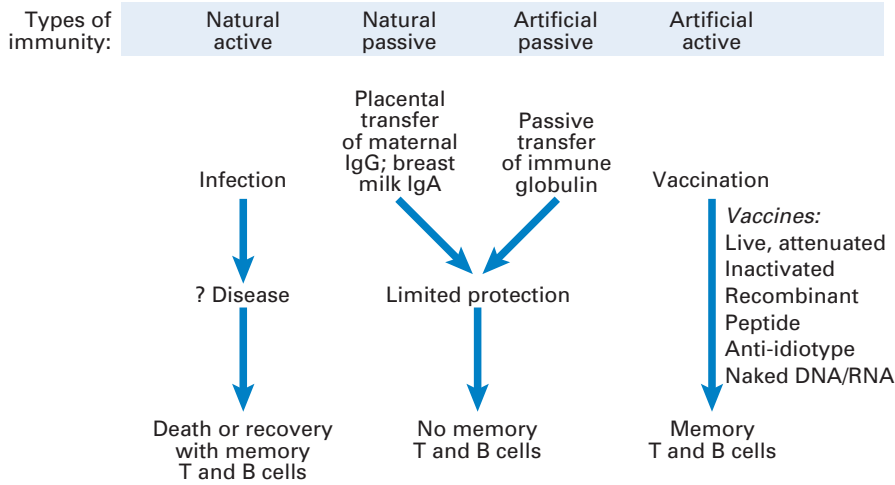 Types of immunity:
Natural active
Natural passive
Artificial passive
Artificial active
Infection
Placental
transfer
of maternal
IgG; breast
milk IgA
Passive
transfer
of immune
globulin
Vaccination
Vaccines:
Live, attenuated
Inactivated
Recombinant
Peptide
Anti-idiotype
Naked DNA/RNA
? Disease
Limited protection
Death or recovery
with memory
T and B cells
No memory
T and B cells
Memory
T and B cells